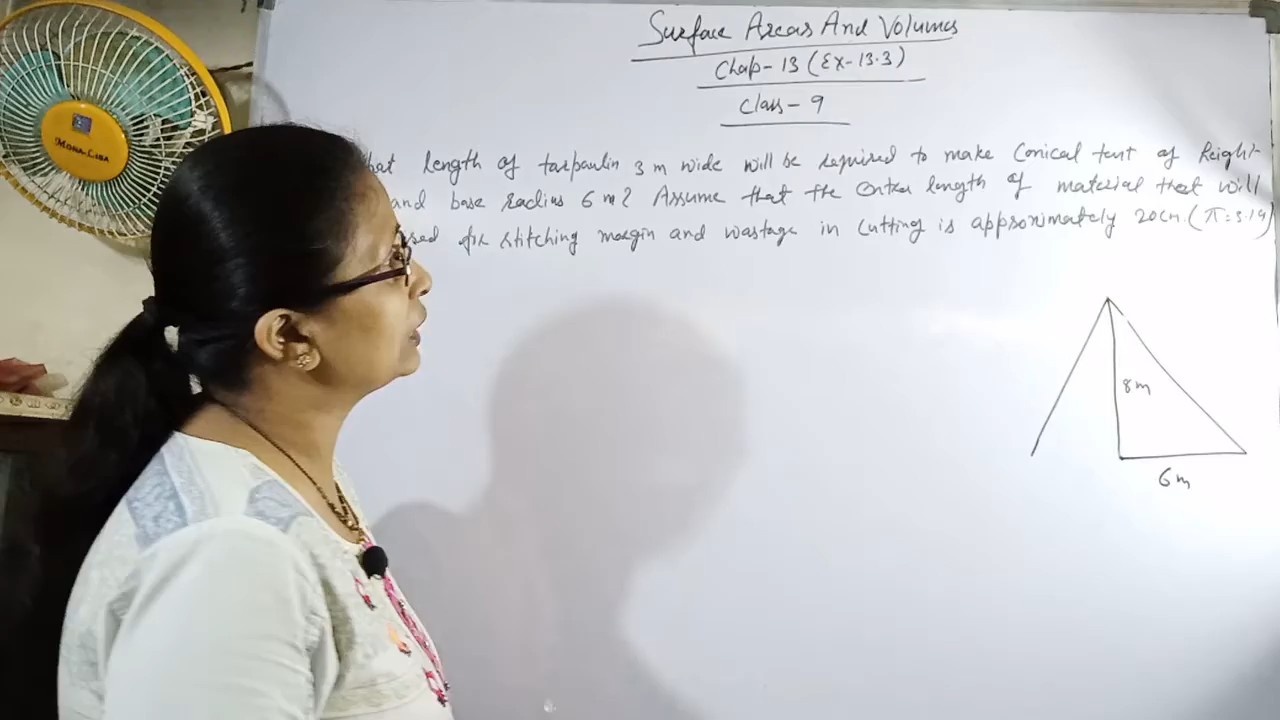 Surface Areas And Volumes
Chap-13 (Ex-13.3)
Class-9
MONA-LISA
hat length of tarpaulin 3 m wide will be required to make Conical tent of height
and base radius 6 m? Assume that the Extra length of material that will
sed for stitching margin and wastage in cutting is approximately 20cm. (π=3.14)
8m
6m